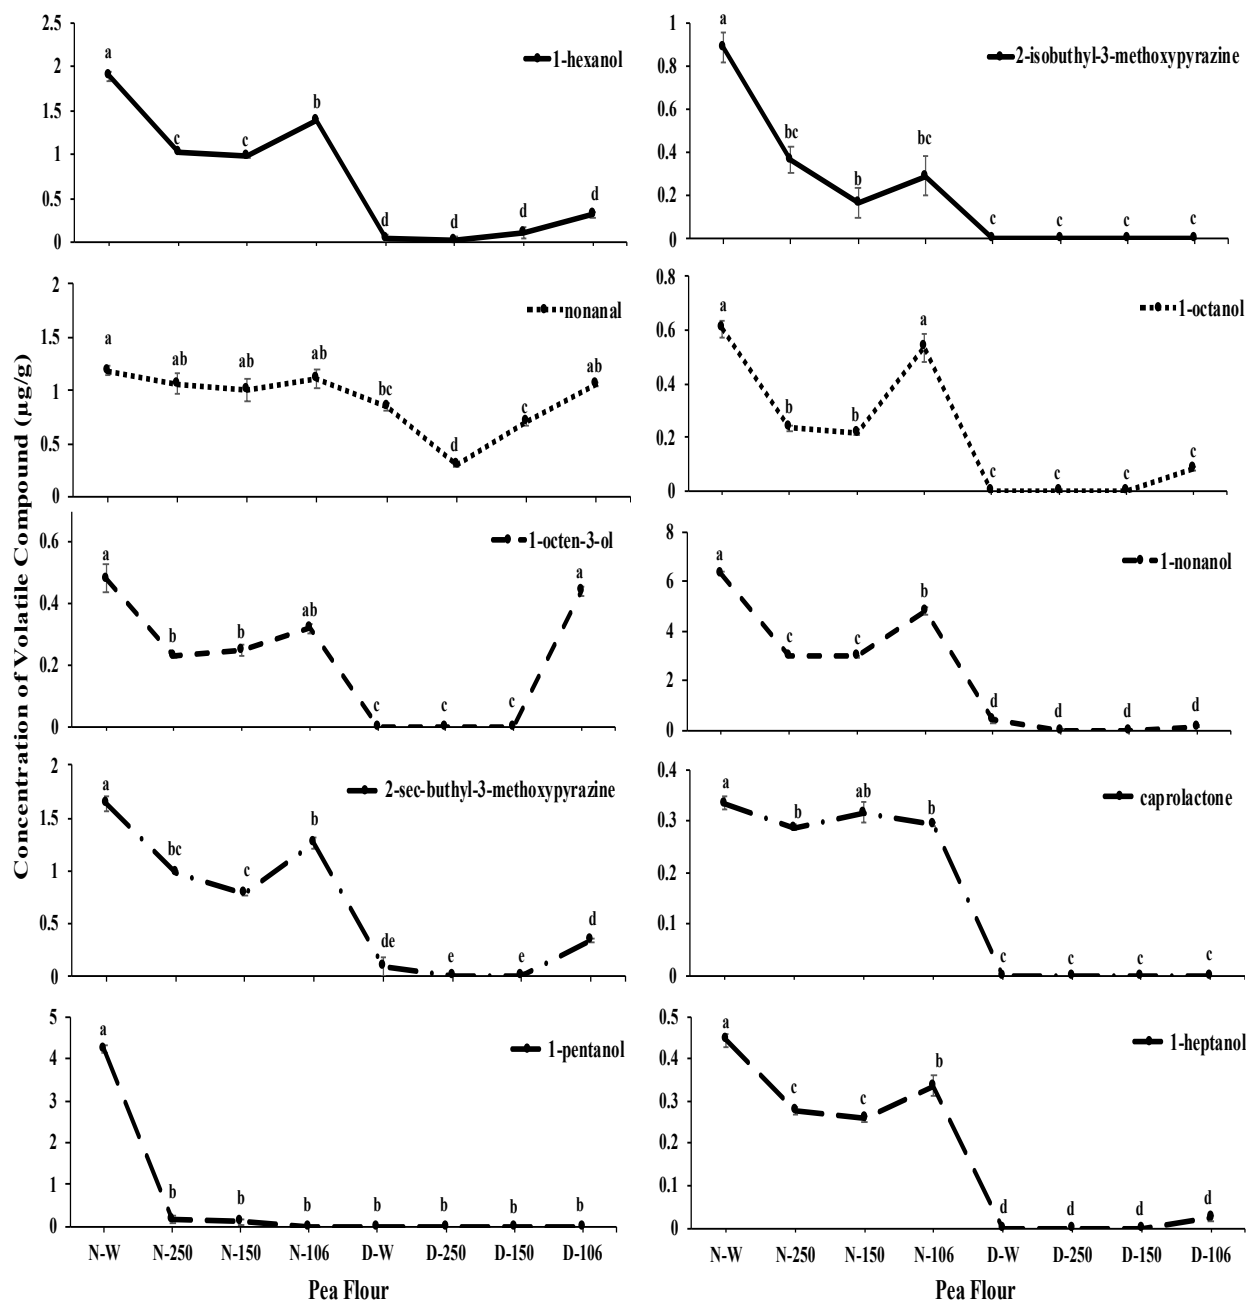 Concentration of Volatile Compound (µg/g)
2.5
2
1.5
1
0.5
0
a
c
c
b
d
d
d
d
1-hexanol
1
0.8
0.6
0.4
0.2
0
a
bc
b
bc
c
c
c
c
2-isobuthyl-3-methoxypyrazine
2
1.5
1
0.5
0
a
ab
ab
ab
bc
d
c
ab
nonanal
0.8
0.6
0.4
0.2
0
a
b
b
a
c
c
c
c
1-octanol
0.6
0.4
0.2
0
a
b
b
ab
c
c
c
a
1-octen-3-ol
8
6
4
2
0
a
c
c
b
d
d
d
d
1-nonanol
2
1.5
1
0.5
0
a
bc
c
b
de
e
e
d
2-sec-buthyl-3-methoxypyrazine
0.4
0.3
0.2
0.1
0
a
b
ab
b
c
c
c
c
caprolactone
5
4
3
2
1
0
a
b
b
b
b
b
b
b
1-pentanol
N-W N-250 N-150 N-106 D-W D-250 D-150 D-106
Pea Flour
0.5
0.4
0.3
0.2
0.1
0
a
c
c
b
d
d
d
d
1-heptanol
N-W N-250 N-150 N-106 D-W D-250 D-150 D-106
Pea Flour